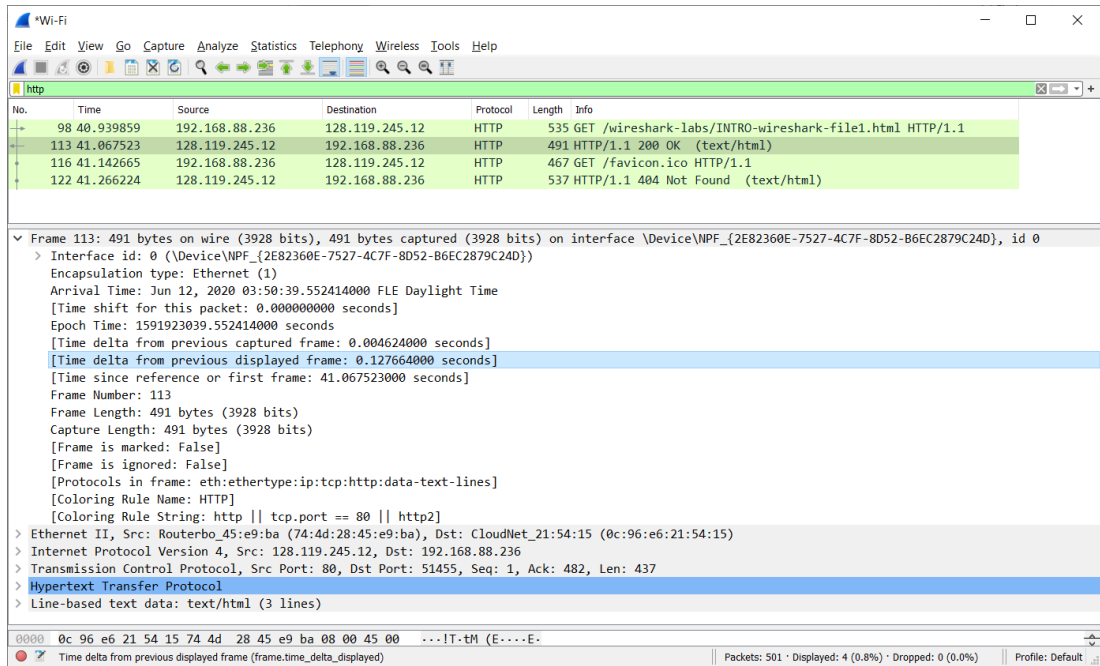 *Wi-Fi
File Edit View Go Capture Analyze Statistics Telephony Wireless Tools Help
http
No. Time Source Destination Protocol Length Info
98 40.939859 192.168.88.236 128.119.245.12 HTTP 535 GET /wireshark-labs/INTRO-wireshark-file1.html HTTP/1.1
113 41.067523 128.119.245.12 192.168.88.236 HTTP 491 HTTP/1.1 200 OK (text/html)
116 41.142665 192.168.88.236 128.119.245.12 HTTP 467 GET /favicon.ico HTTP/1.1
122 41.266224 128.119.245.12 192.168.88.236 HTTP 537 HTTP/1.1 404 Not Found (text/html)
Frame 113: 491 bytes on wire (3928 bits), 491 bytes captured (3928 bits) on interface \Device\NPF_{2E82360E-7527-4C7F-8D52-B6EC2879C24D}, id 0
Interface id: 0 (\Device\NPF_{2E82360E-7527-4C7F-8D52-B6EC2879C24D})
Encapsulation type: Ethernet (1)
Arrival Time: Jun 12, 2020 03:50:39.552414000 FLE Daylight Time
[Time shift for this packet: 0.000000000 seconds]
Epoch Time: 1591923039.552414000 seconds
[Time delta from previous captured frame: 0.004624000 seconds]
[Time delta from previous displayed frame: 0.127664000 seconds]
[Time since reference or first frame: 41.067523000 seconds]
Frame Number: 113
Frame Length: 491 bytes (3928 bits)
Capture Length: 491 bytes (3928 bits)
[Frame is marked: False]
[Frame is ignored: False]
[Protocols in frame: eth:ethertype:ip:tcp:http:data-text-lines]
[Coloring Rule Name: HTTP]
[Coloring Rule String: http || tcp.port == 80 || http2]
Ethernet II, Src: Routerbo_45:e9:ba (74:4d:28:45:e9:ba), Dst: CloudNet_21:54:15 (0c:96:e6:21:54:15)
Internet Protocol Version 4, Src: 128.119.245.12, Dst: 192.168.88.236
Transmission Control Protocol, Src Port: 80, Dst Port: 51455, Seq: 1, Ack: 482, Len: 437
Hypertext Transfer Protocol
Line-based text data: text/html (3 lines)
0000 0c 96 e6 21 54 15 74 4d 28 45 e9 ba 08 00 45 00 ···!T·tM (E····E·
Time delta from previous displayed frame (frame.time_delta_displayed) Packets: 501 · Displayed: 4 (0.8%) · Dropped: 0 (0.0%) Profile: Default